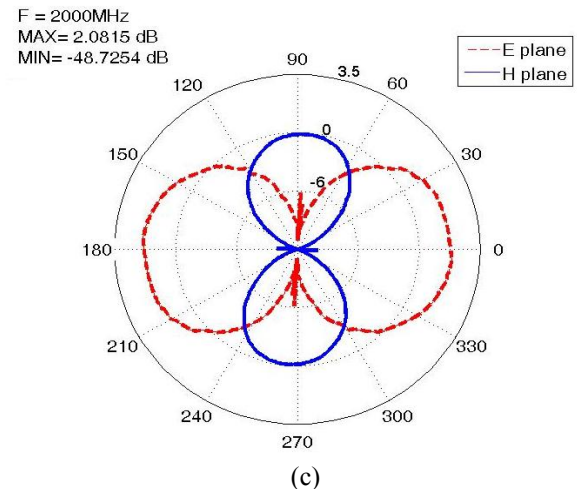 F = 2000MHz
MAX= 2.0815 dB
MIN= -48.7254 dB
E plane
H plane
90
3.5
120
60
0
150
30
-6
180
0
210
330
240
300
270
(c)